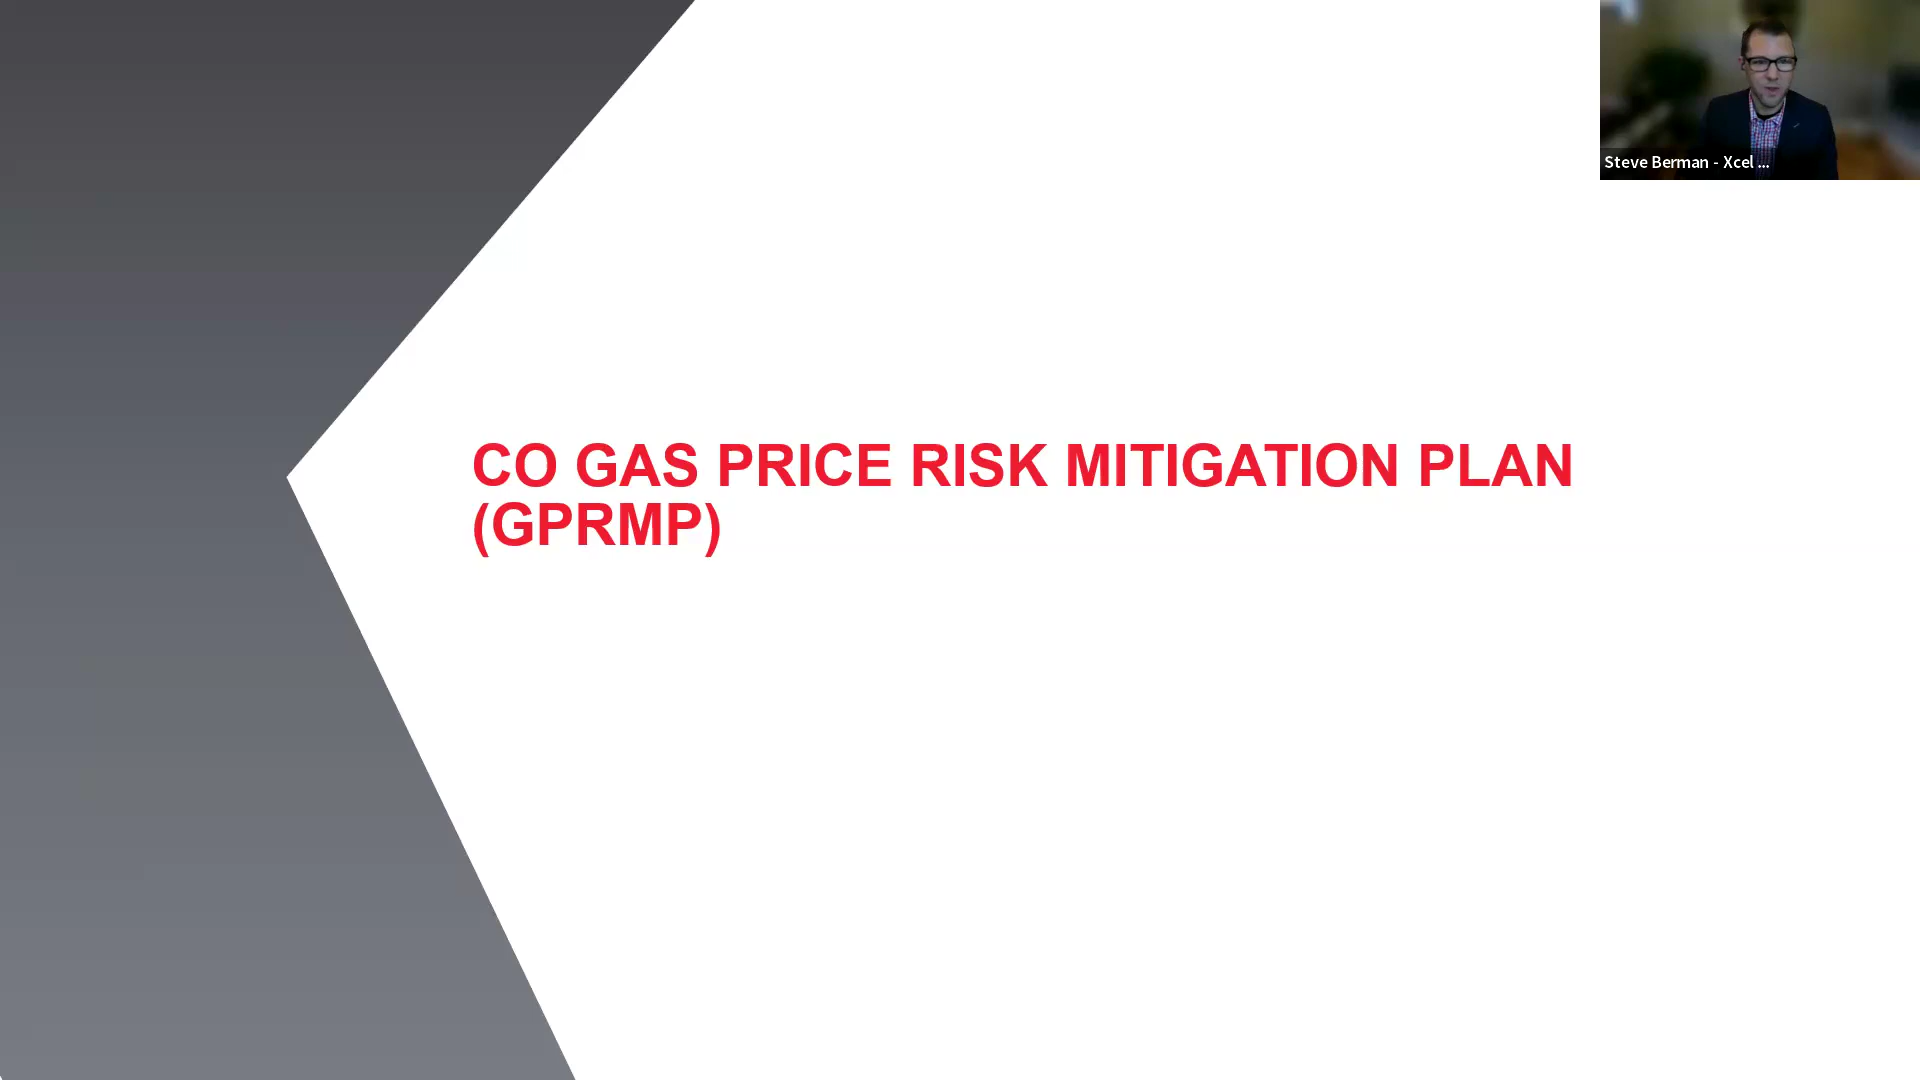 CO GAS PRICE RISK MITIGATION PLAN
(GPRMP)
Steve Berman - Xcel ...